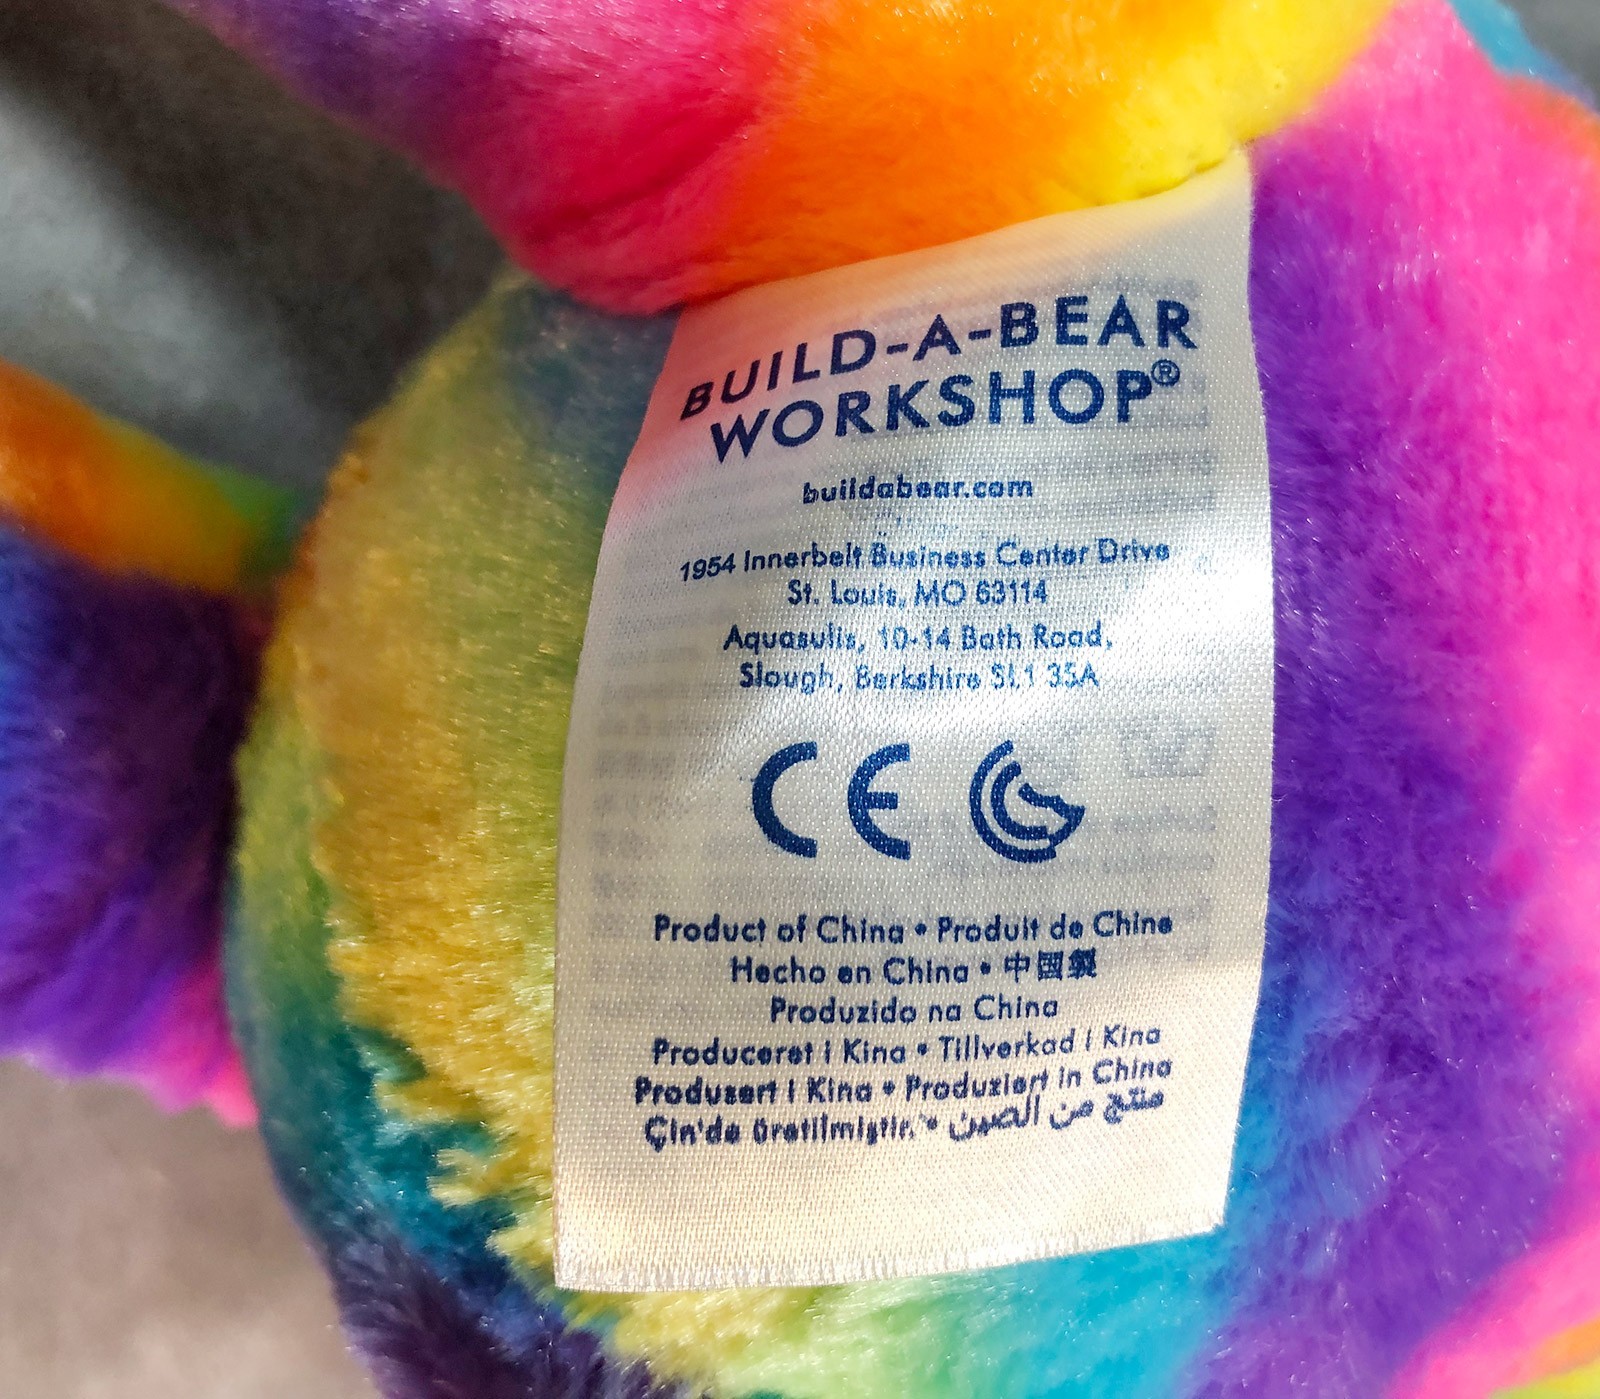 BUILD-A-BEAR
WORKSHOP®
buildabear.com
1954 Innerbelt Business Center Drive
St. Louis, MO 63114
Aquasulis, 10-14 Bath Road,
Slough, Berkshire SL1 3SA
CE
Product of China • Produit de Chine
Hecho en China • 中國製
Produzido na China
Produceret i Kina • Tillverkad i Kina
Produsert i Kina • Produziert in China
Çin'de üretilmiştir. • منتج من الصين